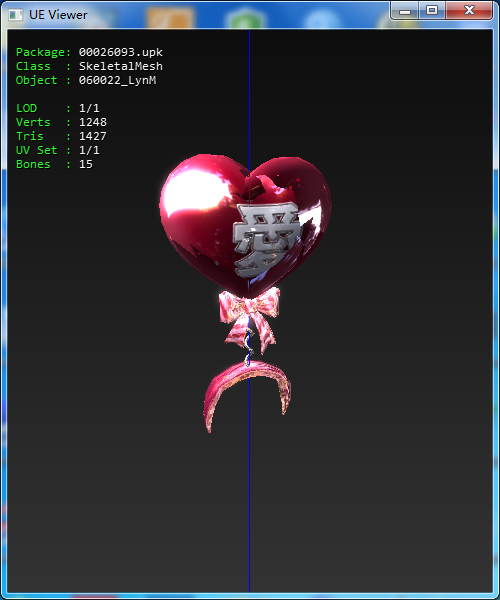 UE Viewer
Package: 00026093.upk
Class : SkeletalMesh
Object : 060022_LynM
LOD : 1/1
Verts : 1248
Tris : 1427
UV Set : 1/1
Bones : 15
愛